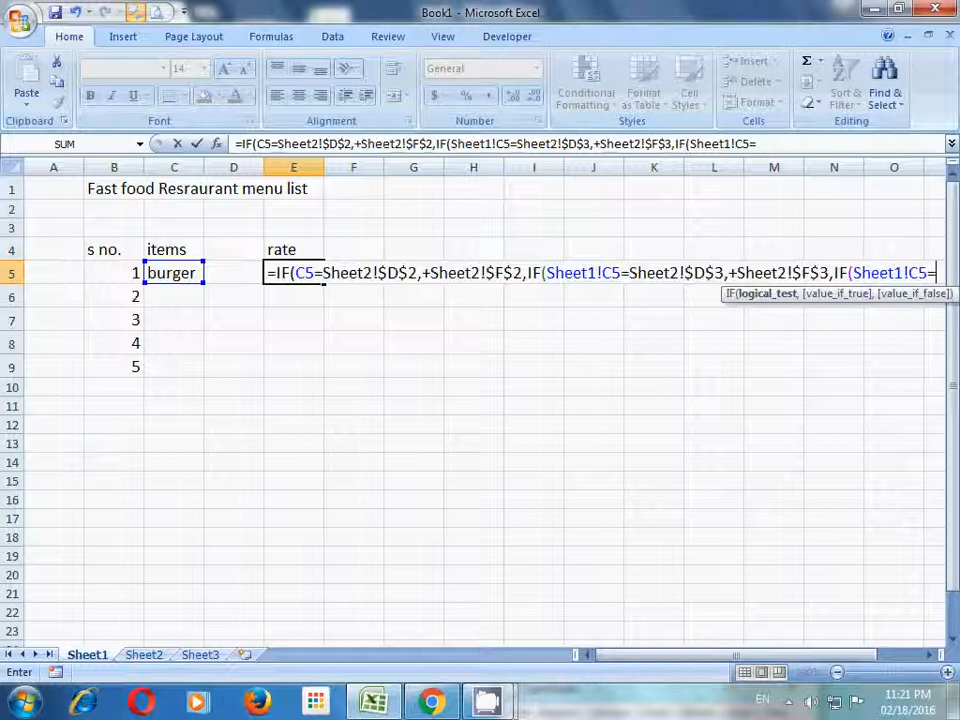 Book1 - Microsoft Excel
Home Insert Page Layout Formulas Data Review View Developer
Paste
Clipboard
14
A A
B I U
A
Font
Alignment
General
$ % ,
Number
Conditional Formatting
Format as Table
Cell Styles
Styles
Insert
Delete
Format
Cells
Σ
Sort & Filter
Find & Select
Editing
SUM fx =IF(C5=Sheet2!$D$2,+Sheet2!$F$2,IF(Sheet1!C5=Sheet2!$D$3,+Sheet2!$F$3,IF(Sheet1!C5=
A B C D E F G H I J K L M N O
1 Fast food Resraurant menu list
2
3
4 s no. items rate
5 1 burger =IF(C5=Sheet2!$D$2,+Sheet2!$F$2,IF(Sheet1!C5=Sheet2!$D$3,+Sheet2!$F$3,IF(Sheet1!C5=
IF(logical_test, [value_if_true], [value_if_false])
6 2
7 3
8 4
9 5
10
11
12
13
14
15
16
17
18
19
20
21
22
23
Sheet1 Sheet2 Sheet3
Enter
EN
11:21 PM
02/18/2016